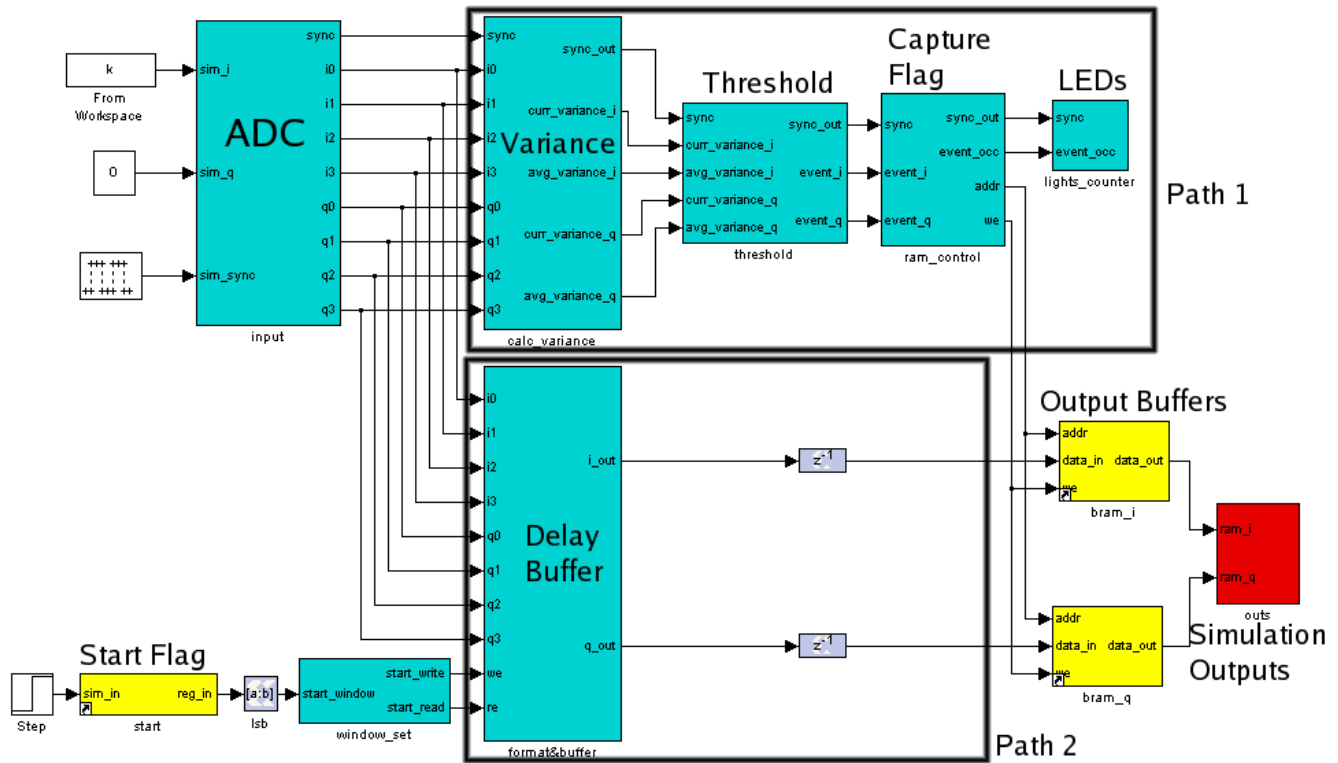 k
From
Workspace
0
sim_i
sim_q
sim_sync
ADC
sync
i0
i1
i2
i3
q0
q1
q2
q3
input
sync
i0
i1
i2
i3
q0
q1
q2
q3
Variance
sync_out
curr_variance_i
avg_variance_i
curr_variance_q
avg_variance_q
calc_variance
Threshold
sync
curr_variance_i
avg_variance_i
curr_variance_q
avg_variance_q
sync_out
event_i
event_q
threshold
Capture
Flag
sync
event_i
event_q
sync_out
event_occ
addr
we
ram_control
LEDs
sync
event_occ
lights_counter
Path 1
i0
i1
i2
i3
q0
q1
q2
q3
we
re
Delay
Buffer
i_out
q_out
format&buffer
z-1
z-1
Path 2
Output Buffers
addr
data_in
we
data_out
bram_i
addr
data_in
we
data_out
bram_q
ram_i
ram_q
outs
Simulation
Outputs
Step
Start Flag
sim_in
reg_in
start
[a:b]
lsb
start_window
start_write
start_read
window_set